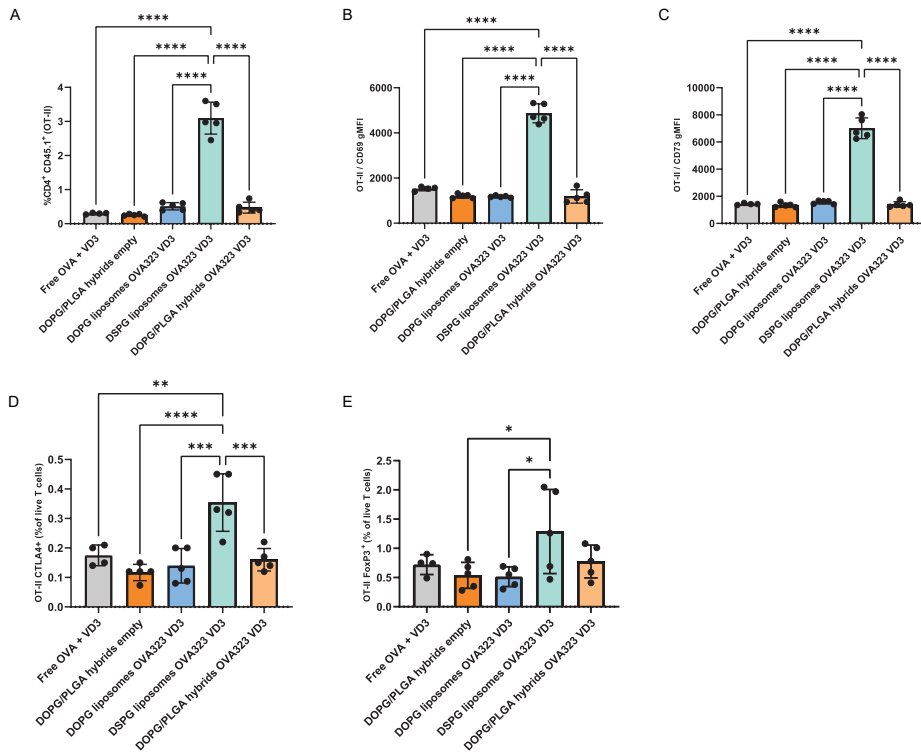 A
****
****
****
****
%CD4+ CD45.1+ (OT-II)
4
3
2
1
0
Free OVA + VD3
DOPG/PLGA hybrids empty
DOPG liposomes OVA323 VD3
DSPG liposomes OVA323 VD3
DOPG/PLGA hybrids OVA323 VD3
B
****
****
****
****
OT-II / CD69 gMFI
6000
4000
2000
0
Free OVA + VD3
DOPG/PLGA hybrids empty
DOPG liposomes OVA323 VD3
DSPG liposomes OVA323 VD3
DOPG/PLGA hybrids OVA323 VD3
C
****
****
****
****
OT-II / CD73 gMFI
10000
8000
6000
4000
2000
0
Free OVA + VD3
DOPG/PLGA hybrids empty
DOPG liposomes OVA323 VD3
DSPG liposomes OVA323 VD3
DOPG/PLGA hybrids OVA323 VD3
D
**
****
***
***
OT-II CTLA4+ (%of live T cells)
0.5
0.4
0.3
0.2
0.1
0.0
Free OVA + VD3
DOPG/PLGA hybrids empty
DOPG liposomes OVA323 VD3
DSPG liposomes OVA323 VD3
DOPG/PLGA hybrids OVA323 VD3
E
*
*
OT-II FoxP3+ (% of live T cells)
2.5
2.0
1.5
1.0
0.5
0.0
Free OVA + VD3
DOPG/PLGA hybrids empty
DOPG liposomes OVA323 VD3
DSPG liposomes OVA323 VD3
DOPG/PLGA hybrids OVA323 VD3